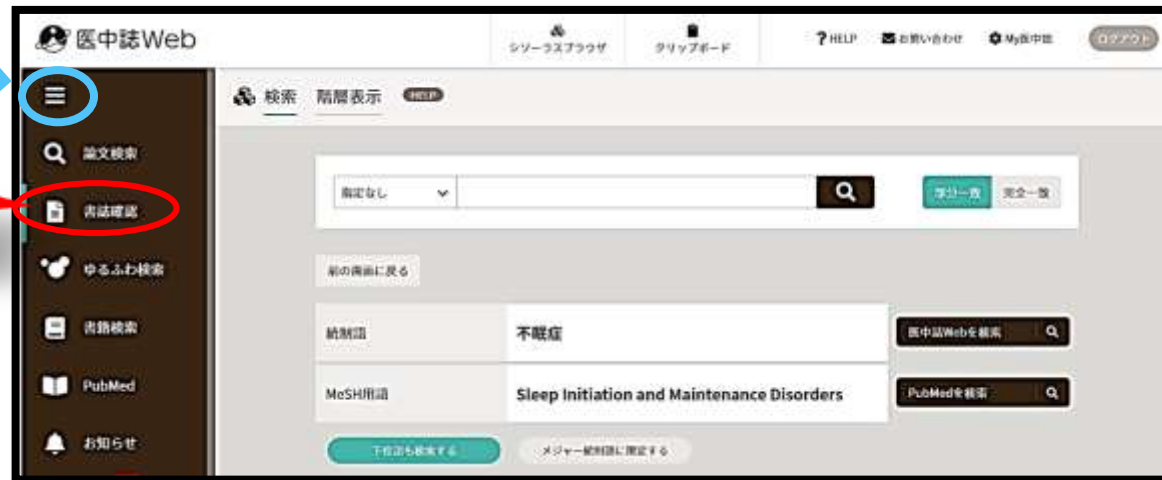 医中誌Web
シソーラスブラウザ
クリップボード
HELP
お問い合わせ
My医中誌
ログアウト
検索 階層表示 HELP
論文検索
書誌確認
ゆるふわ検索
書籍検索
PubMed
お知らせ
指定なし
部分一致 完全一致
前の画面に戻る
統制語 不眠症 医中誌Webを検索
MeSH用語 Sleep Initiation and Maintenance Disorders PubMedを検索
下位語も検索する メジャー統制語に限定する